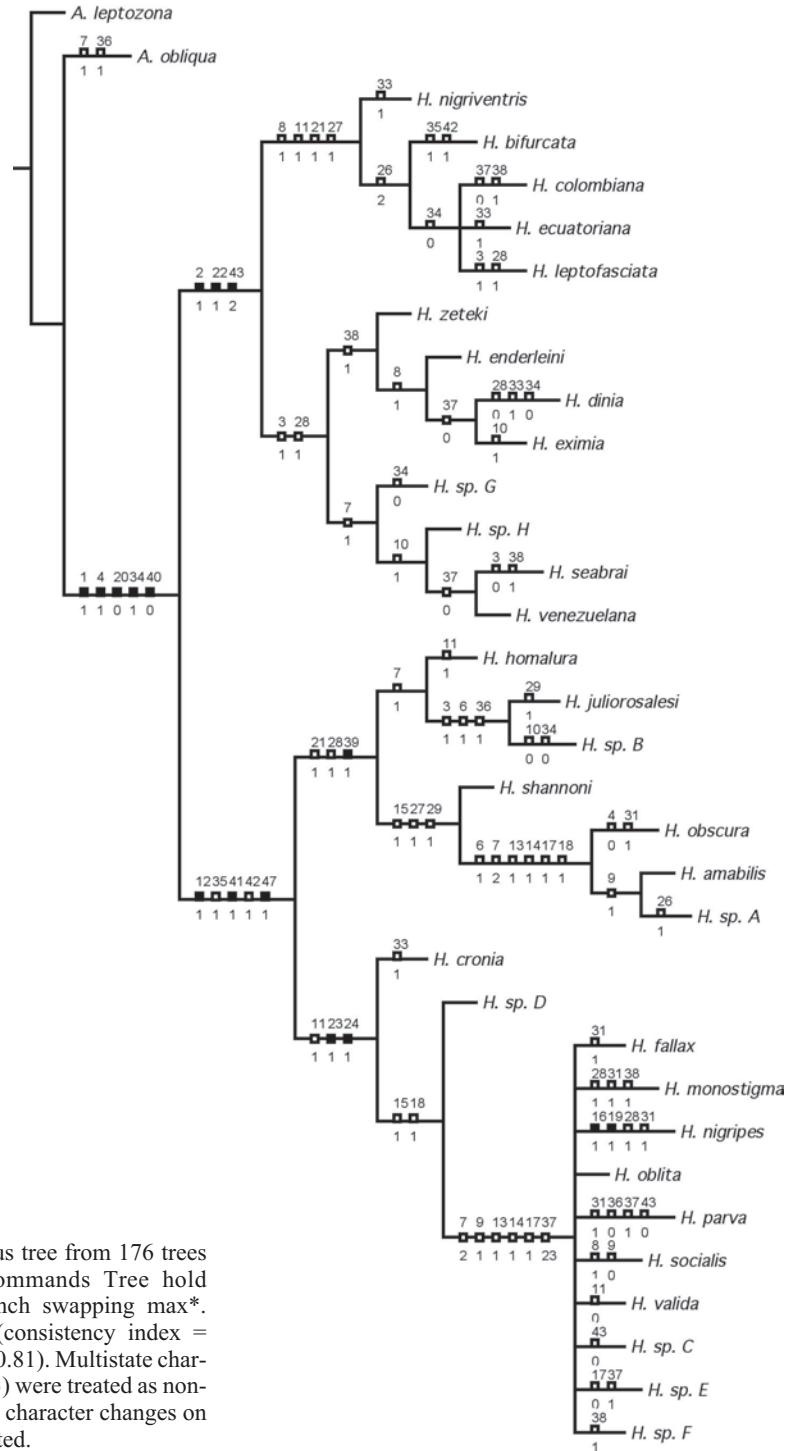 A. leptozona
7 36
A. obliqua
1 1
33
H. nigriventris
1
8 11 21 27
1 1 1 1
35 42
H. bifurcata
1 1
26
2
37 38
H. colombiana
0 1
34
0
33
H. ecuatoriana
1
3 28
H. leptofasciata
1 1
2 22 43
1 1 2
H. zeteki
38
1
H. enderleini
8
1
28 33 34
H. dinia
0 1 0
37
0
10
H. eximia
1
3 28
1 1
34
H. sp. G
0
7
1
H. sp. H
10
1
3 38
H. seabrai
0 1
37
0
H. venezuelana
1 4 20 34 40
1 1 0 1 0
H. homalura
11
1
7
1
29
H. juliorosalesi
1
3 6 36
1 1 1
10 34
H. sp. B
0 0
21 28 39
1 1 1
H. shannoni
15 27 29
1 1 1
4 31
H. obscura
0 1
6 7 13 14 17 18
1 2 1 1 1 1
H. amabilis
9
1
26
H. sp. A
1
12 35 41 42 47
1 1 1 1 1
33
H. cronia
1
H. sp. D
11 23 24
1 1 1
31
H. fallax
1
28 31 38
H. monostigma
1 1 1
15 18
1 1
16 19 28 31
H. nigripes
1 1 1 1
H. oblita
31 36 37 43
H. parva
1 0 1 0
7 9 13 14 17 37
2 1 1 1 1 23
8 9
H. socialis
1 0
11
H. valida
0
43
H. sp. C
0
17 37
H. sp. E
0 1
38
H. sp. F
1
us tree from 176 trees
ommands Tree hold
nch swapping max*.
(consistency index =
0.81). Multistate char-
) were treated as non-
character changes on
ted.